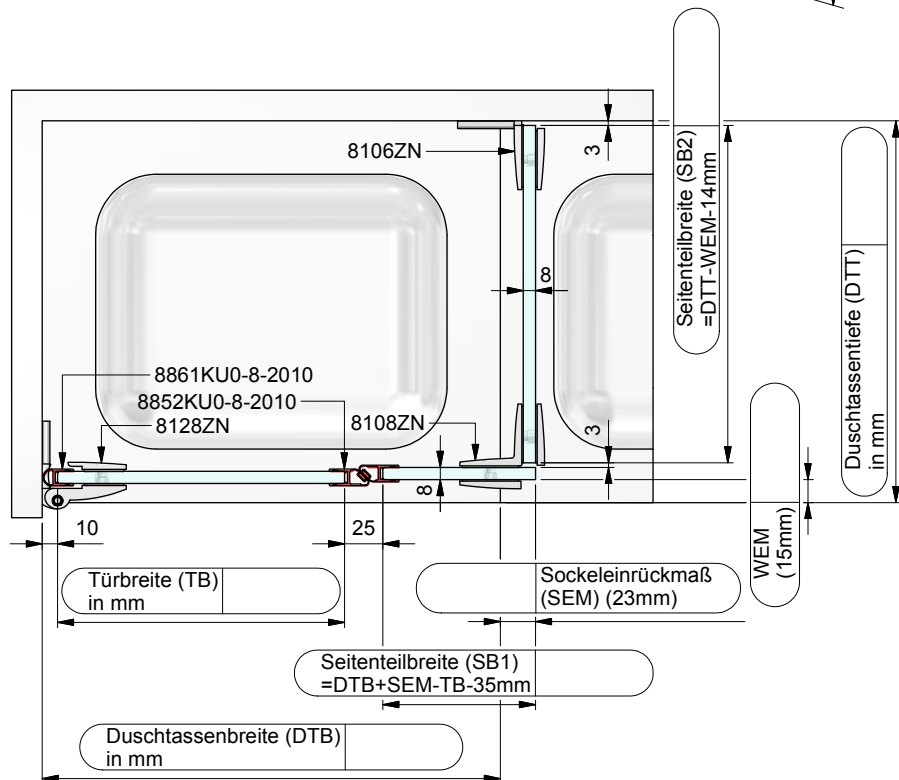 8106ZN
3
Seitenteilbreite (SB2)
=DTT-WEM-14mm
Duschtassentiefe (DTT)
in mm
8
8861KU0-8-2010
8852KU0-8-2010
8128ZN
8108ZN
3
8
10
25
WEM
(15mm)
Türbreite (TB)
in mm
Sockeleinrückmaß
(SEM) (23mm)
Seitenteilbreite (SB1)
=DTB+SEM-TB-35mm
Duschtassenbreite (DTB)
in mm